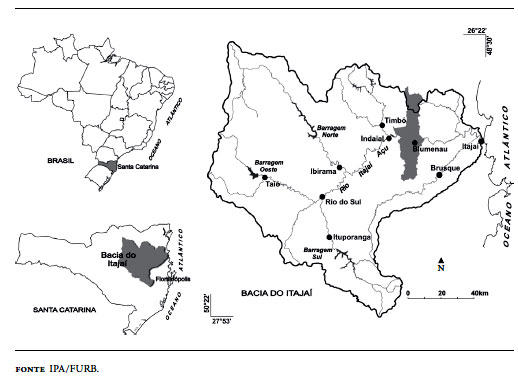 BRASIL
Santa Catarina
OCEANO ATLÂNTICO
Bacia do
Itajaí
Florianópolis
OCEANO ATLÂNTICO
SANTA CATARINA
26°22'
48°30'
Timbó
Barragem
Norte
Indaial
Blumenau
Itajaí
Barragem
Oeste
Ibirama
Rio Itajaí Açu
Brusque
Taió
Rio do Sul
Ituporanga
Barragem
Sul
OCEANO ATLÂNTICO
N
BACIA DO ITAJAÍ
0 20 40km
50°22'
27°53'
FONTE IPA/FURB.